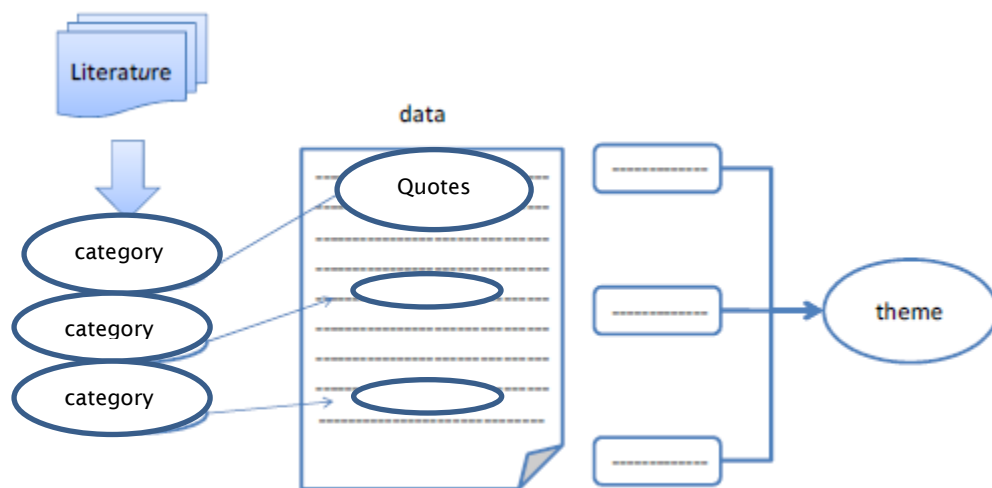 Literature
data
Quotes
category
category
category
theme